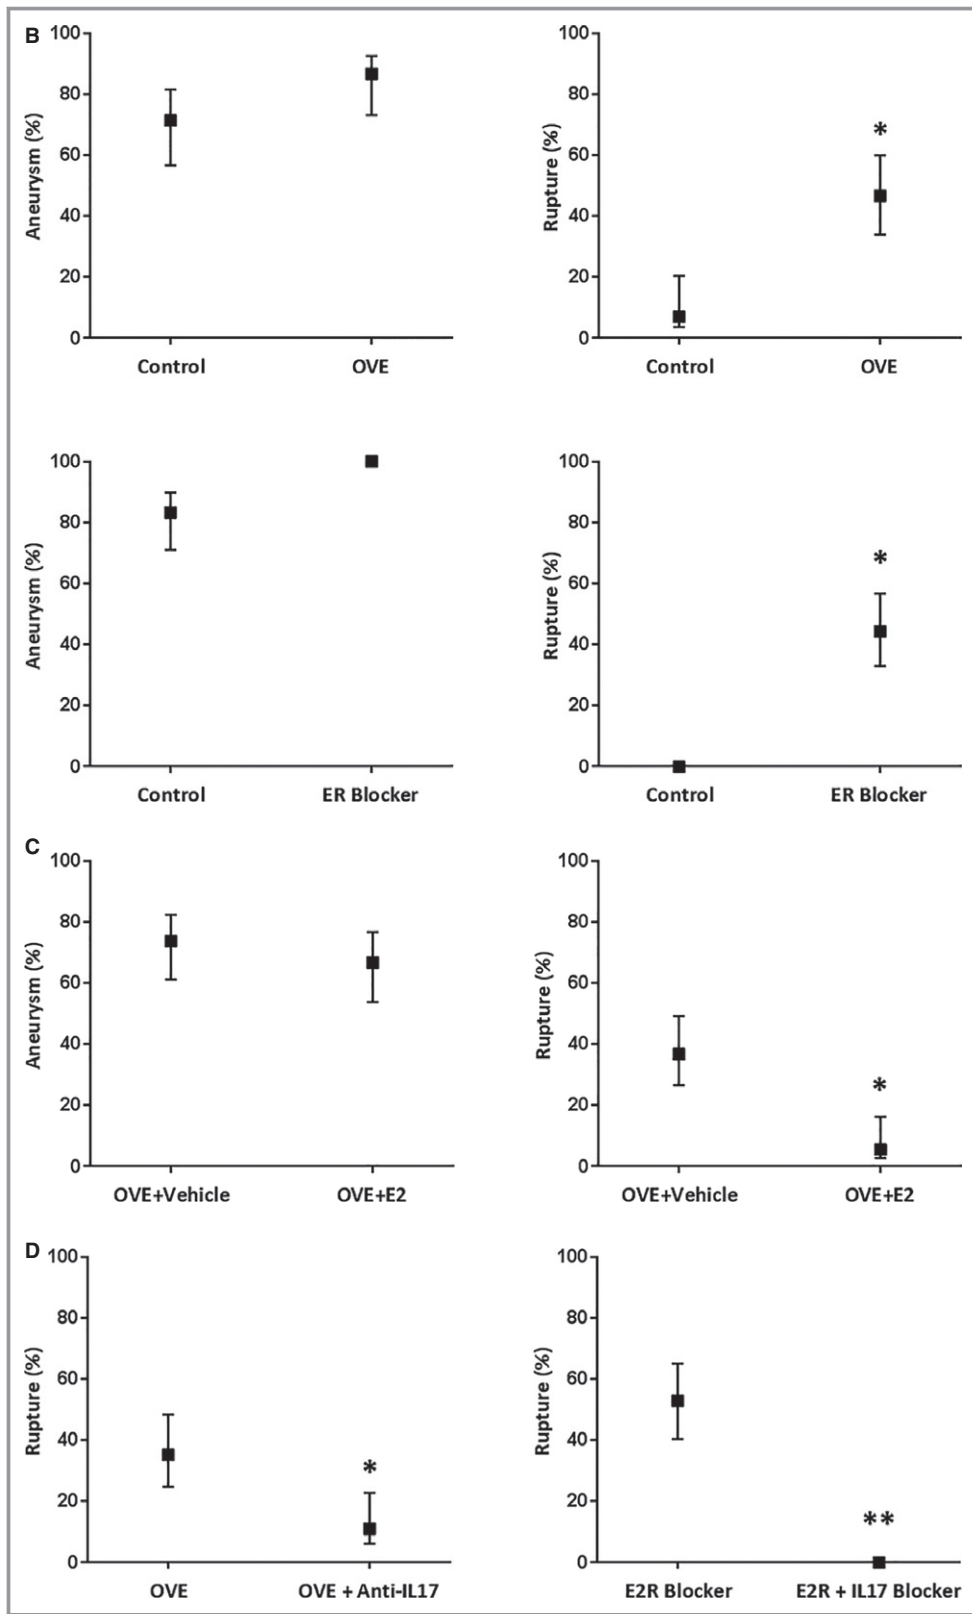 B
100
80
60
40
20
0
Aneurysm (%)
Control OVE
100
80
60
40
20
0
Rupture (%)
*
Control OVE
100
80
60
40
20
0
Aneurysm (%)
Control ER Blocker
100
80
60
40
20
0
Rupture (%)
*
Control ER Blocker
C
100
80
60
40
20
0
Aneurysm (%)
OVE+Vehicle OVE+E2
100
80
60
40
20
0
Rupture (%)
*
OVE+Vehicle OVE+E2
D
100
80
60
40
20
0
Rupture (%)
*
OVE OVE + Anti-IL17
100
80
60
40
20
0
Rupture (%)
**
E2R Blocker E2R + IL17 Blocker